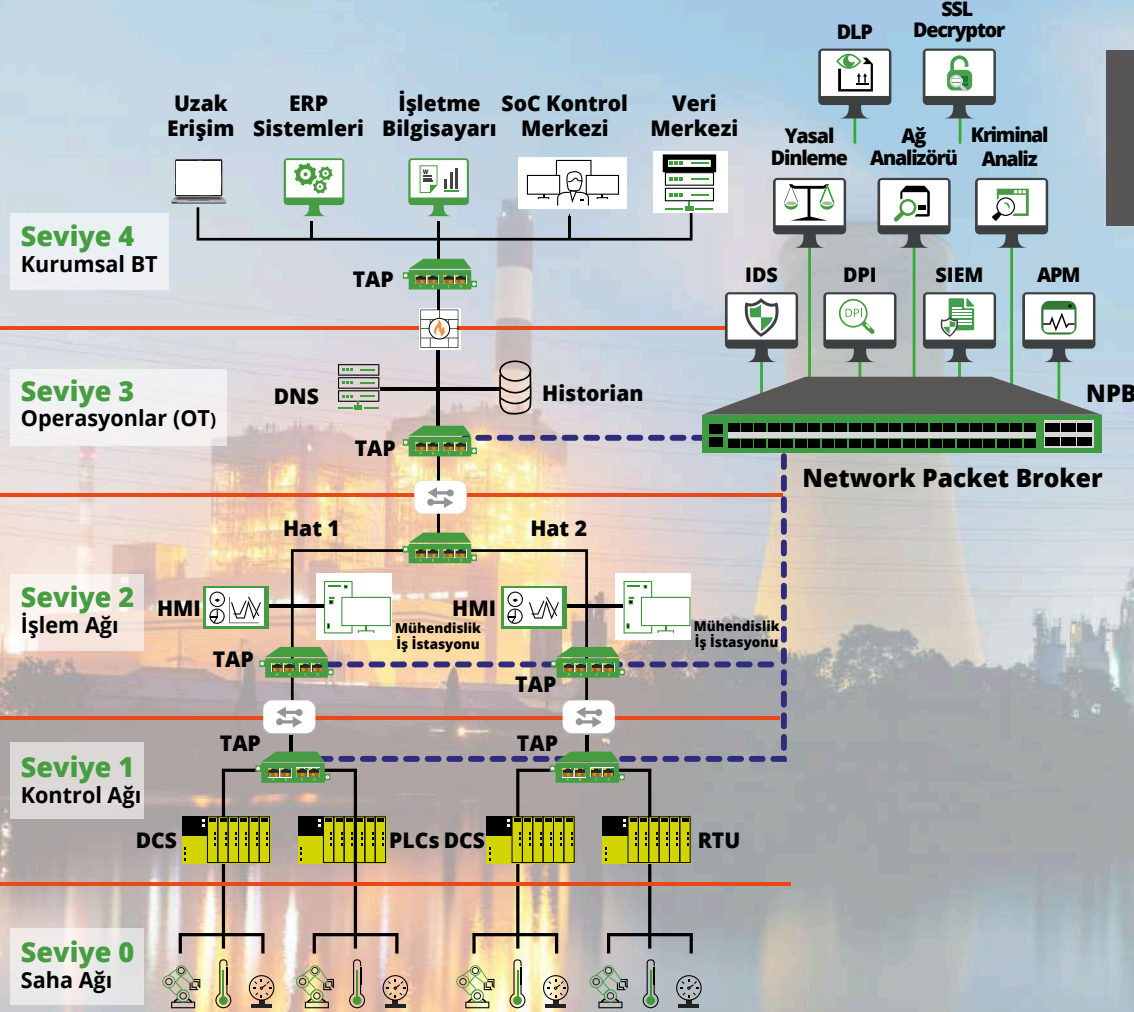 SSL
Decryptor
DLP
Uzak
Erişim
ERP
Sistemleri
İşletme
Bilgisayarı
SoC Kontrol
Merkezi
Veri
Merkezi
Yasal
Dinleme
Ağ
Analizörü
Kriminal
Analiz
W
Seviye 4
Kurumsal BT
TAP
IDS
DPI
SIEM
APM
DPI
Seviye 3
Operasyonlar (OT)
DNS
Historian
NPB
TAP
Network Packet Broker
Hat 1
Hat 2
Seviye 2
İşlem Ağı
HMI
Mühendislik
İş İstasyonu
HMI
Mühendislik
İş İstasyonu
TAP
TAP
Seviye 1
Kontrol Ağı
TAP
TAP
DCS
PLCs
DCS
RTU
Seviye 0
Saha Ağı